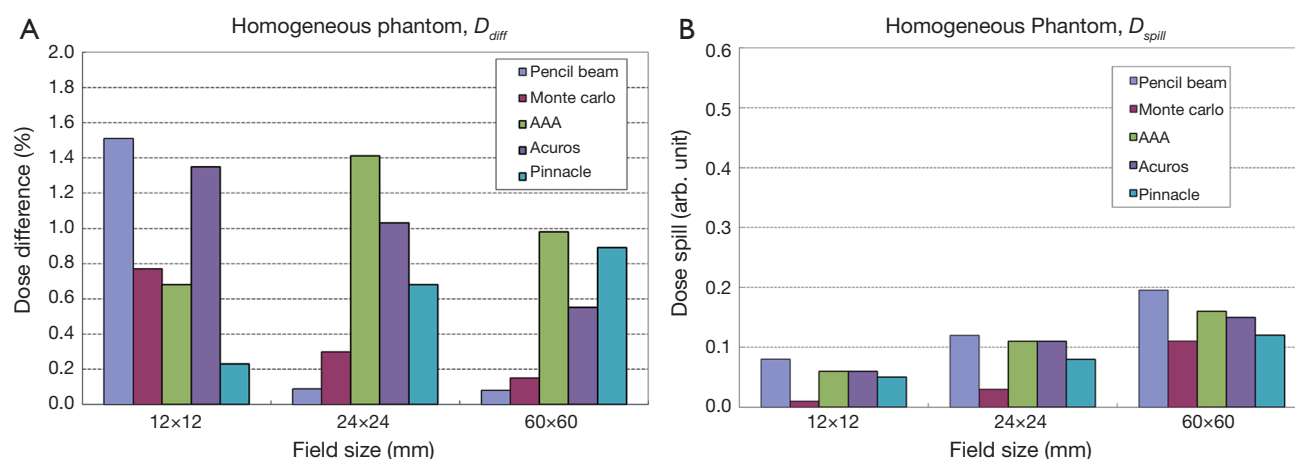 A
Homogeneous phantom, D_diff
Dose difference (%)
2.0
1.8
1.6
1.4
1.2
1.0
0.8
0.6
0.4
0.2
0.0
Pencil beam
Monte carlo
AAA
Acuros
Pinnacle
12×12
24×24
60×60
Field size (mm)
B
Homogeneous Phantom, D_spill
Dose spill (arb. unit)
0.6
0.5
0.4
0.3
0.2
0.1
0.0
Pencil beam
Monte carlo
AAA
Acuros
Pinnacle
12×12
24×24
60×60
Field size (mm)